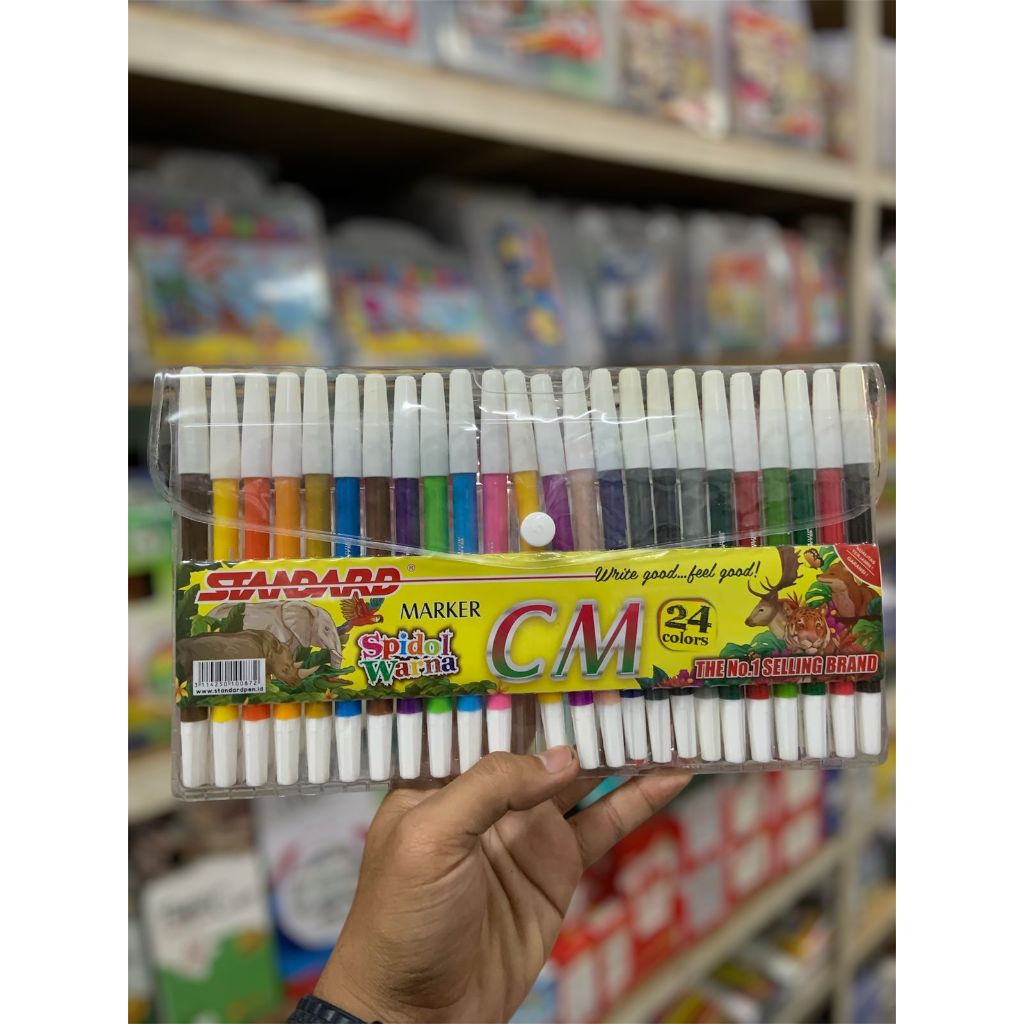 STANDARD®
Write good...feel good!
MARKER
Spidol
Warna
CM
24
colors
THE No.1 SELLING BRAND
www.standardpen.id